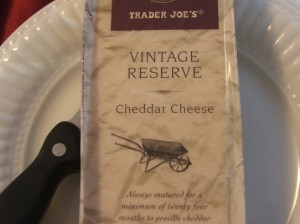 TRADER JOE'S®
VINTAGE
RESERVE
Cheddar Cheese
Always matured for a
minimum of twenty four
months to provide cheddar